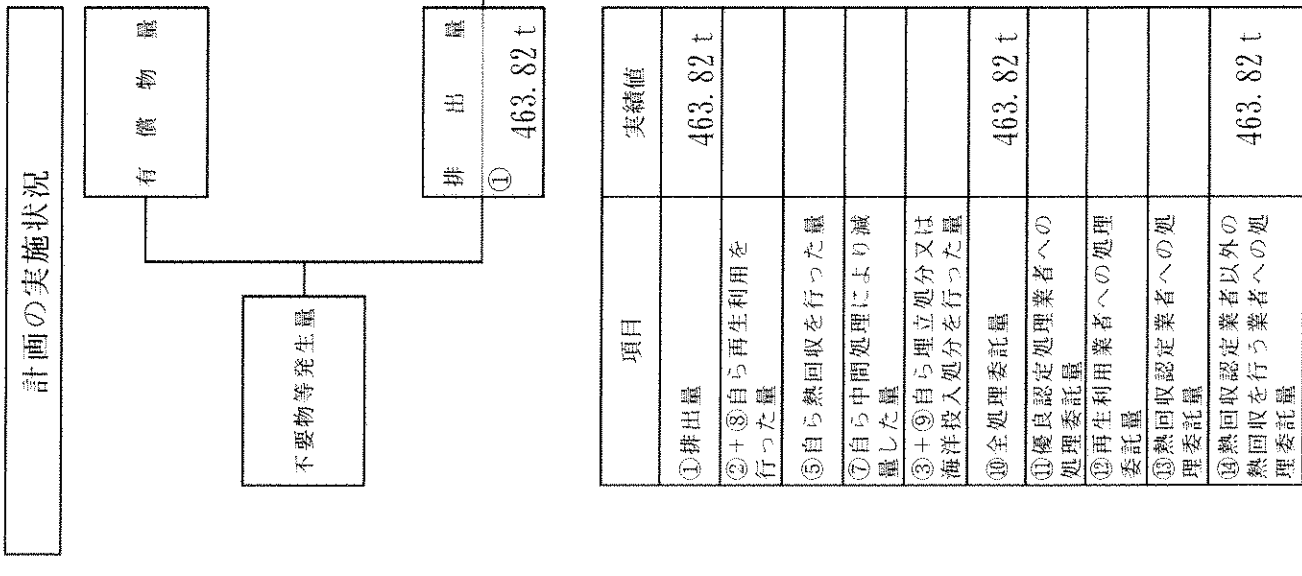 計画の実施状況
有償物量
不要物等発生量
排出量
①
463.82 t
項目
実績値
①排出量
463.82 t
②+⑧自ら再生利用を
行った量
⑤自ら熱回収を行った量
⑦自ら中間処理により減
量した量
③+⑨自ら埋立処分又は
海洋投入処分を行った量
⑩全処理委託量
463.82 t
⑪優良認定処理業者への
処理委託量
⑫再生利用業者への処理
委託量
⑬熱回収認定業者への処
理委託量
⑭熱回収認定業者以外の
熱回収を行う業者への処
理委託量
463.82 t